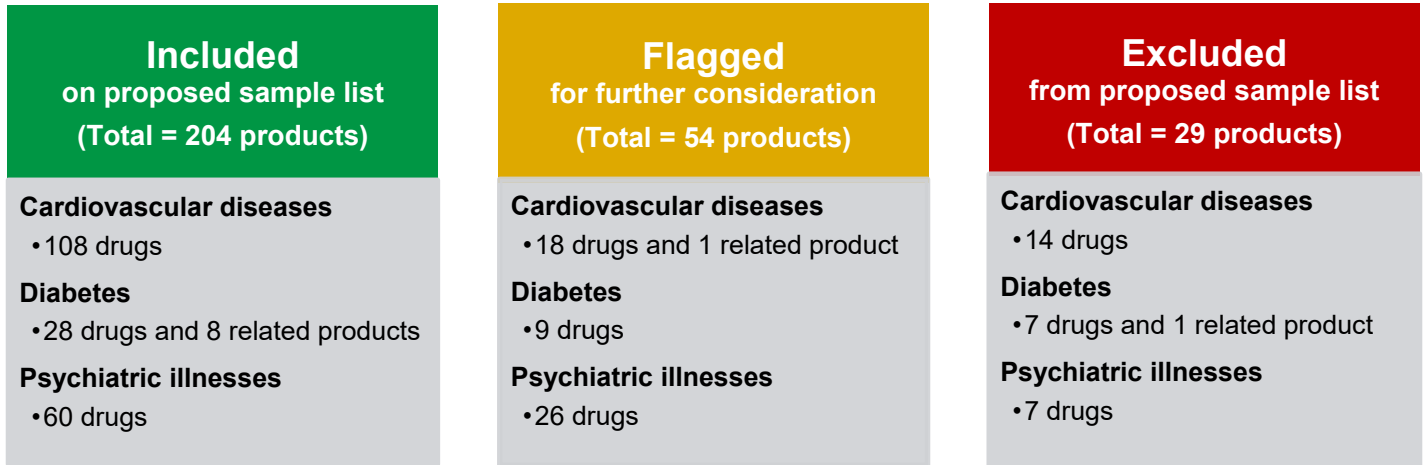 Included
on proposed sample list
(Total = 204 products)
Cardiovascular diseases
•108 drugs
Diabetes
•28 drugs and 8 related products
Psychiatric illnesses
•60 drugs
Flagged
for further consideration
(Total = 54 products)
Cardiovascular diseases
•18 drugs and 1 related product
Diabetes
•9 drugs
Psychiatric illnesses
•26 drugs
Excluded
from proposed sample list
(Total = 29 products)
Cardiovascular diseases
•14 drugs
Diabetes
•7 drugs and 1 related product
Psychiatric illnesses
•7 drugs